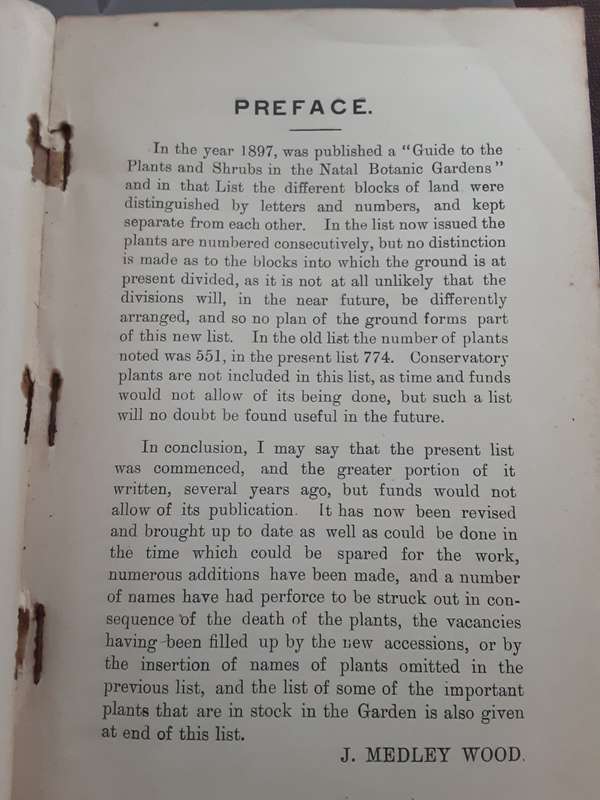 PREFACE.
In the year 1897, was published a "Guide to the
Plants and Shrubs in the Natal Botanic Gardens"
and in that List the different blocks of land were
distinguished by letters and numbers, and kept
separate from each other. In the list now issued the
plants are numbered consecutively, but no distinction
is made as to the blocks into which the ground is at
present divided, as it is not at all unlikely that the
divisions will, in the near future, be differently
arranged, and so no plan of the ground forms part
of this new list. In the old list the number of plants
noted was 551, in the present list 774. Conservatory
plants are not included in this list, as time and funds
would not allow of its being done, but such a list
will no doubt be found useful in the future.
In conclusion, I may say that the present list
was commenced, and the greater portion of it
written, several years ago, but funds would not
allow of its publication. It has now been revised
and brought up to date as well as could be done in
the time which could be spared for the work,
numerous additions have been made, and a number
of names have had perforce to be struck out in con-
sequence of the death of the plants, the vacancies
having been filled up by the new accessions, or by
the insertion of names of plants omitted in the
previous list, and the list of some of the important
plants that are in stock in the Garden is also given
at end of this list.
J. MEDLEY WOOD.